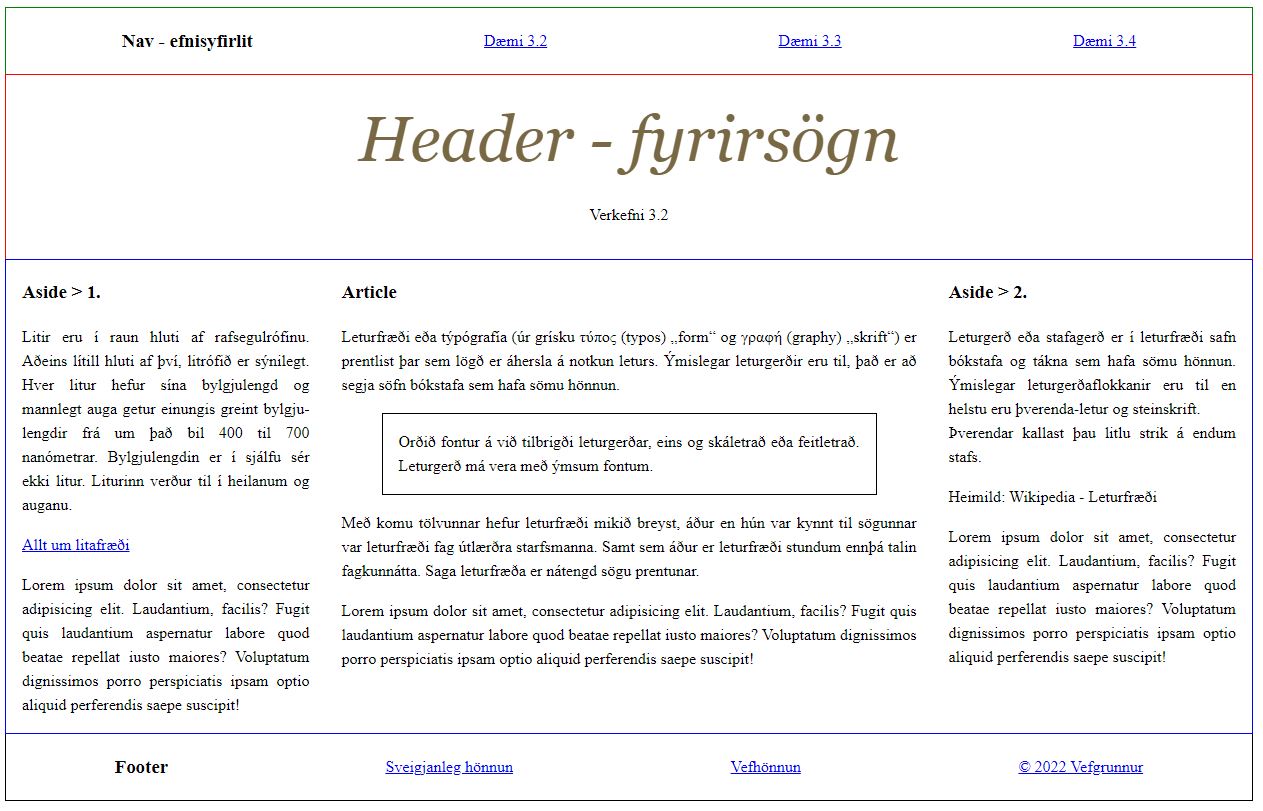 Nav - efnisyfirlit Dæmi 3.2 Dæmi 3.3 Dæmi 3.4
Header - fyrirsögn
Verkefni 3.2
Aside > 1.
Litir eru í raun hluti af rafsegulrófinu.
Aðeins lítill hluti af því, litrófið er sýnilegt.
Hver litur hefur sína bylgjulengd og
mannlegt auga getur einungis greint bylgju-
lengdir frá um það bil 400 til 700
nanómetrar. Bylgjulengdin er í sjálfu sér
ekki litur. Liturinn verður til í heilanum og
auganu.
Allt um litafræði
Lorem ipsum dolor sit amet, consectetur
adipisicing elit. Laudantium, facilis? Fugit
quis laudantium aspernatur labore quod
beatae repellat iusto maiores? Voluptatum
dignissimos porro perspiciatis ipsam optio
aliquid perferendis saepe suscipit!
Article
Leturfræði eða týpógrafía (úr grísku τύπος (typos) „form“ og γραφή (graphy) „skrift“) er
prentlist þar sem lögð er áhersla á notkun leturs. Ýmislegar leturgerðir eru til, það er að
segja söfn bókstafa sem hafa sömu hönnun.
Orðið fontur á við tilbrigði leturgerðar, eins og skáletrað eða feitletrað.
Leturgerð má vera með ýmsum fontum.
Með komu tölvunnar hefur leturfræði mikið breyst, áður en hún var kynnt til sögunnar
var leturfræði fag útlærðra starfsmanna. Samt sem áður er leturfræði stundum ennþá talin
fagkunnátta. Saga leturfræða er nátengd sögu prentunar.
Lorem ipsum dolor sit amet, consectetur adipisicing elit. Laudantium, facilis? Fugit quis
laudantium aspernatur labore quod beatae repellat iusto maiores? Voluptatum dignissimos
porro perspiciatis ipsam optio aliquid perferendis saepe suscipit!
Aside > 2.
Leturgerð eða stafagerð er í leturfræði safn
bókstafa og tákna sem hafa sömu hönnun.
Ýmislegar leturgerðaflokkanir eru til en
helstu eru þverenda-letur og steinskrift.
Þverendar kallast þau litlu strik á endum
stafs.
Heimild: Wikipedia - Leturfræði
Lorem ipsum dolor sit amet, consectetur
adipisicing elit. Laudantium, facilis? Fugit
quis laudantium aspernatur labore quod
beatae repellat iusto maiores? Voluptatum
dignissimos porro perspiciatis ipsam optio
aliquid perferendis saepe suscipit!
Footer Sveigjanleg hönnun Vefhönnun © 2022 Vefgrunnur